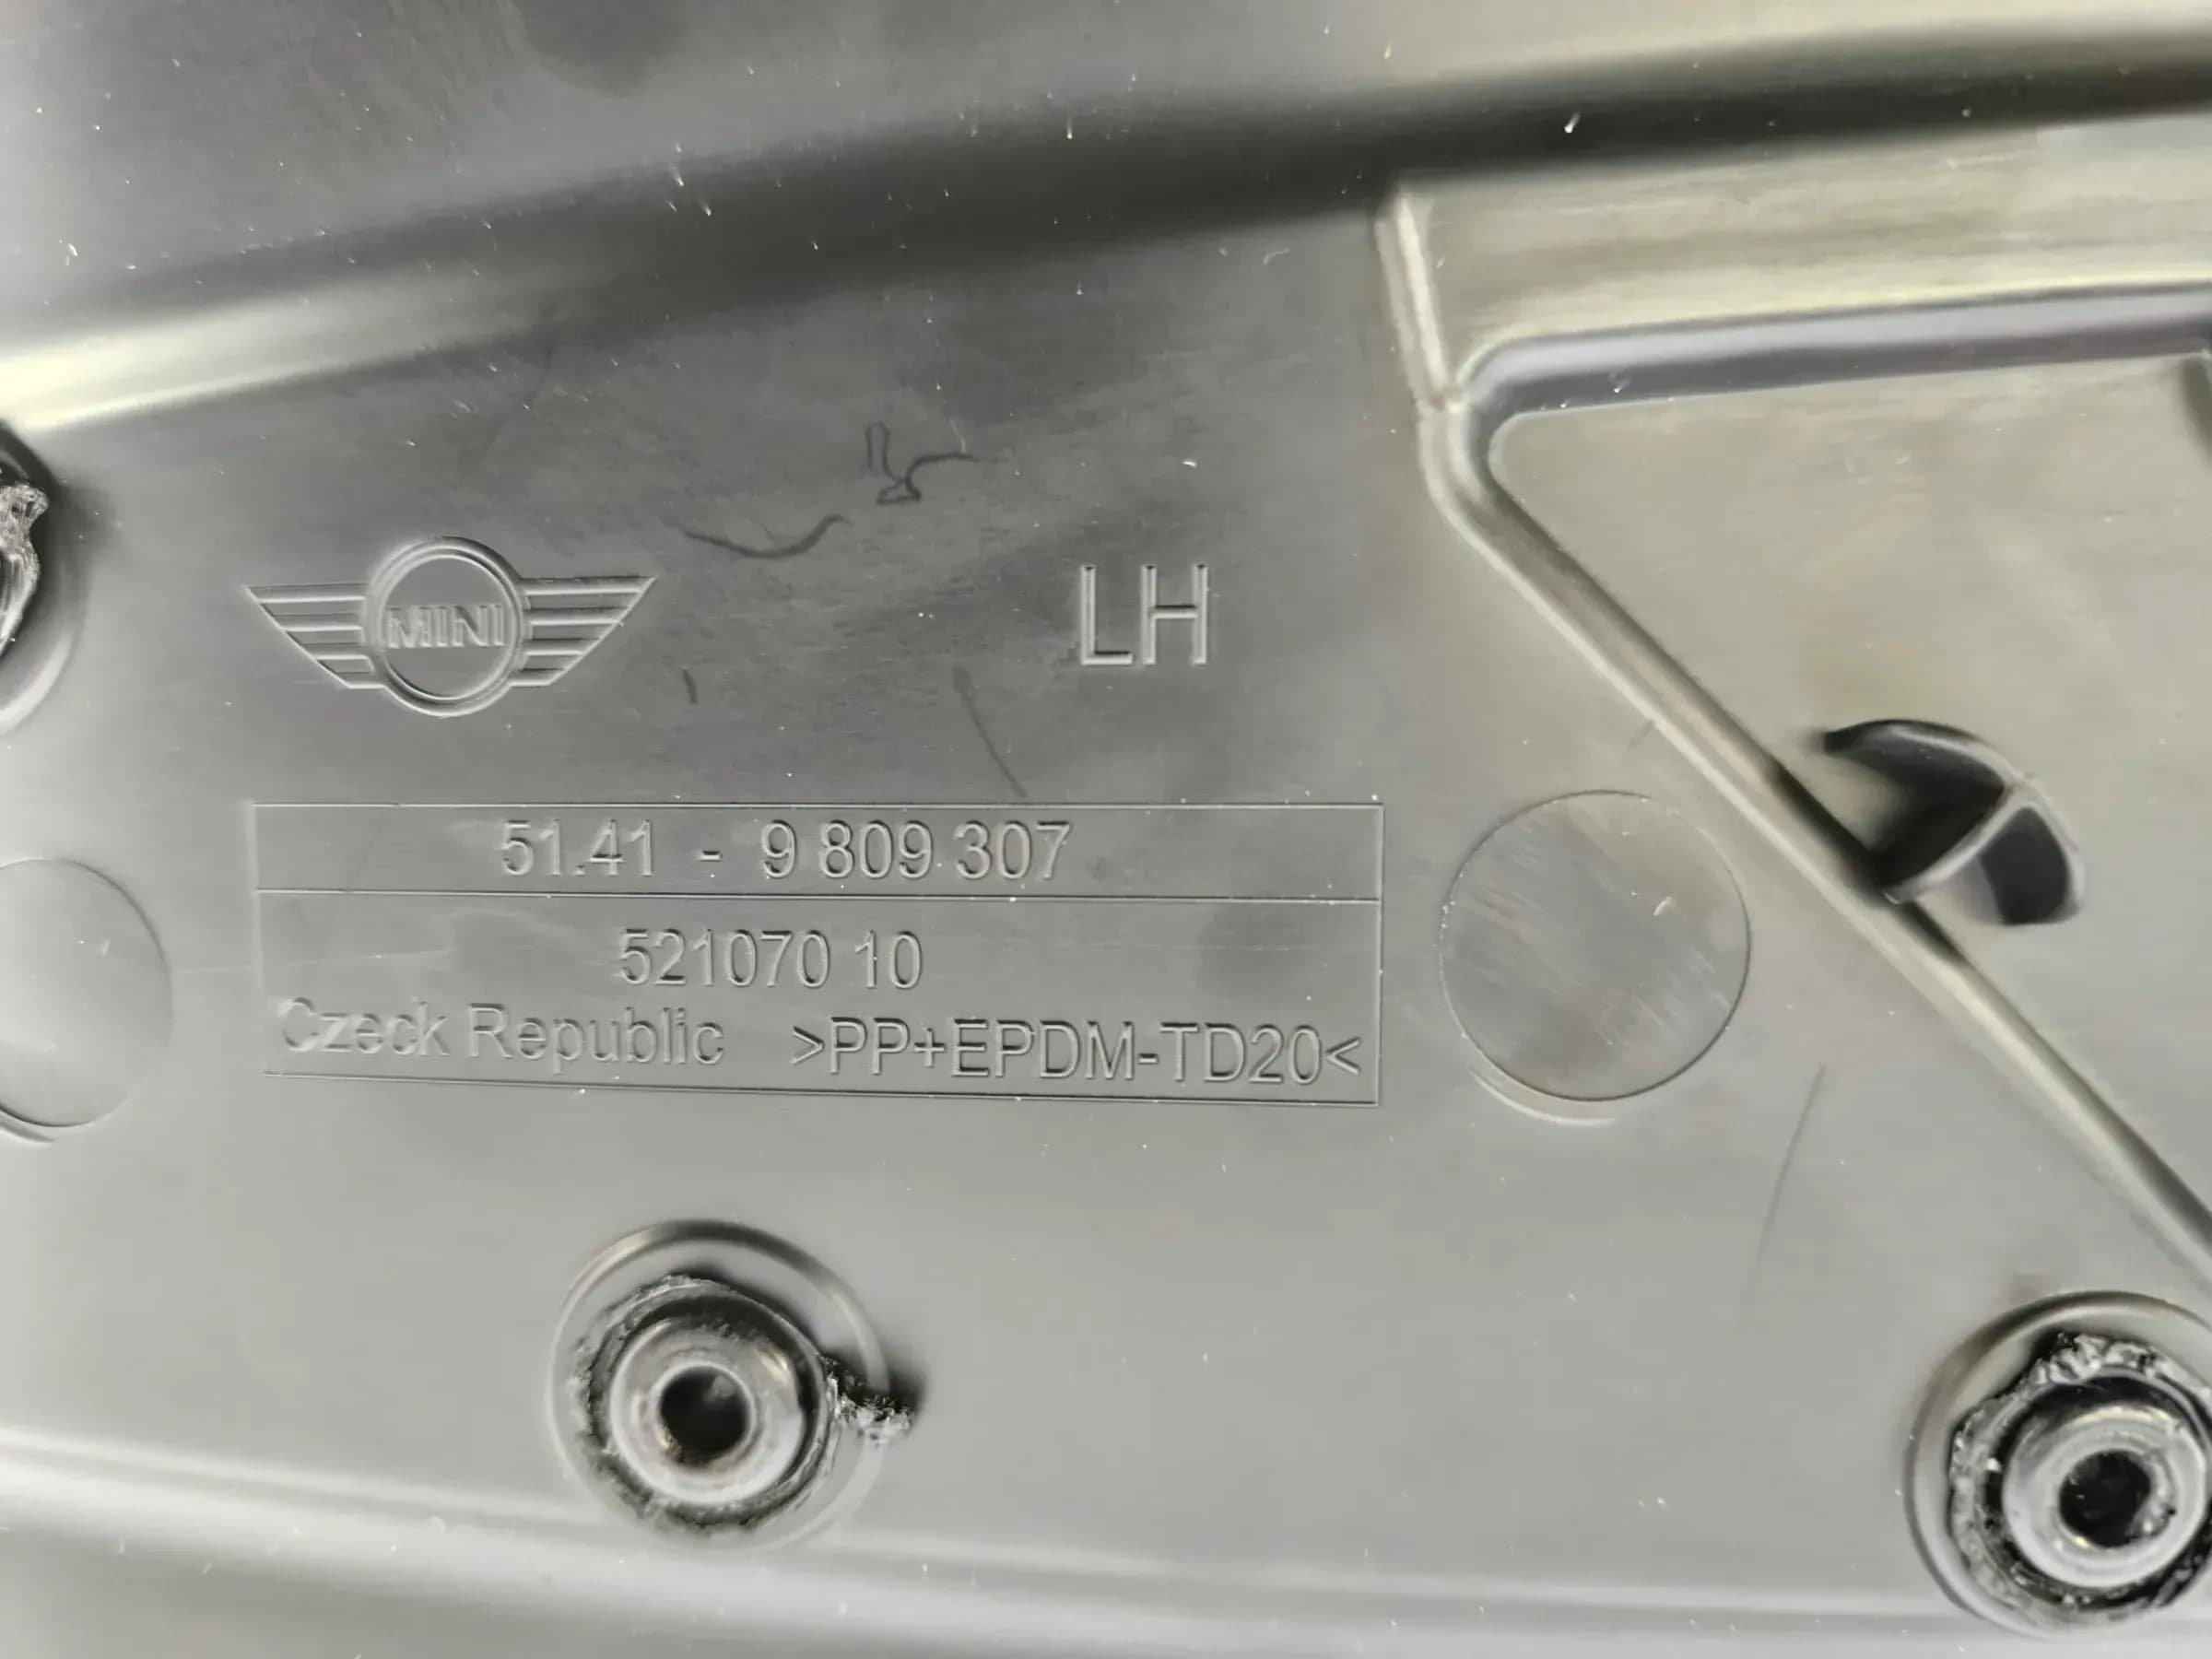 MINI
LH
51.41 - 9 809 307
521070 10
Czeck Republic >PP+EPDM-TD20<